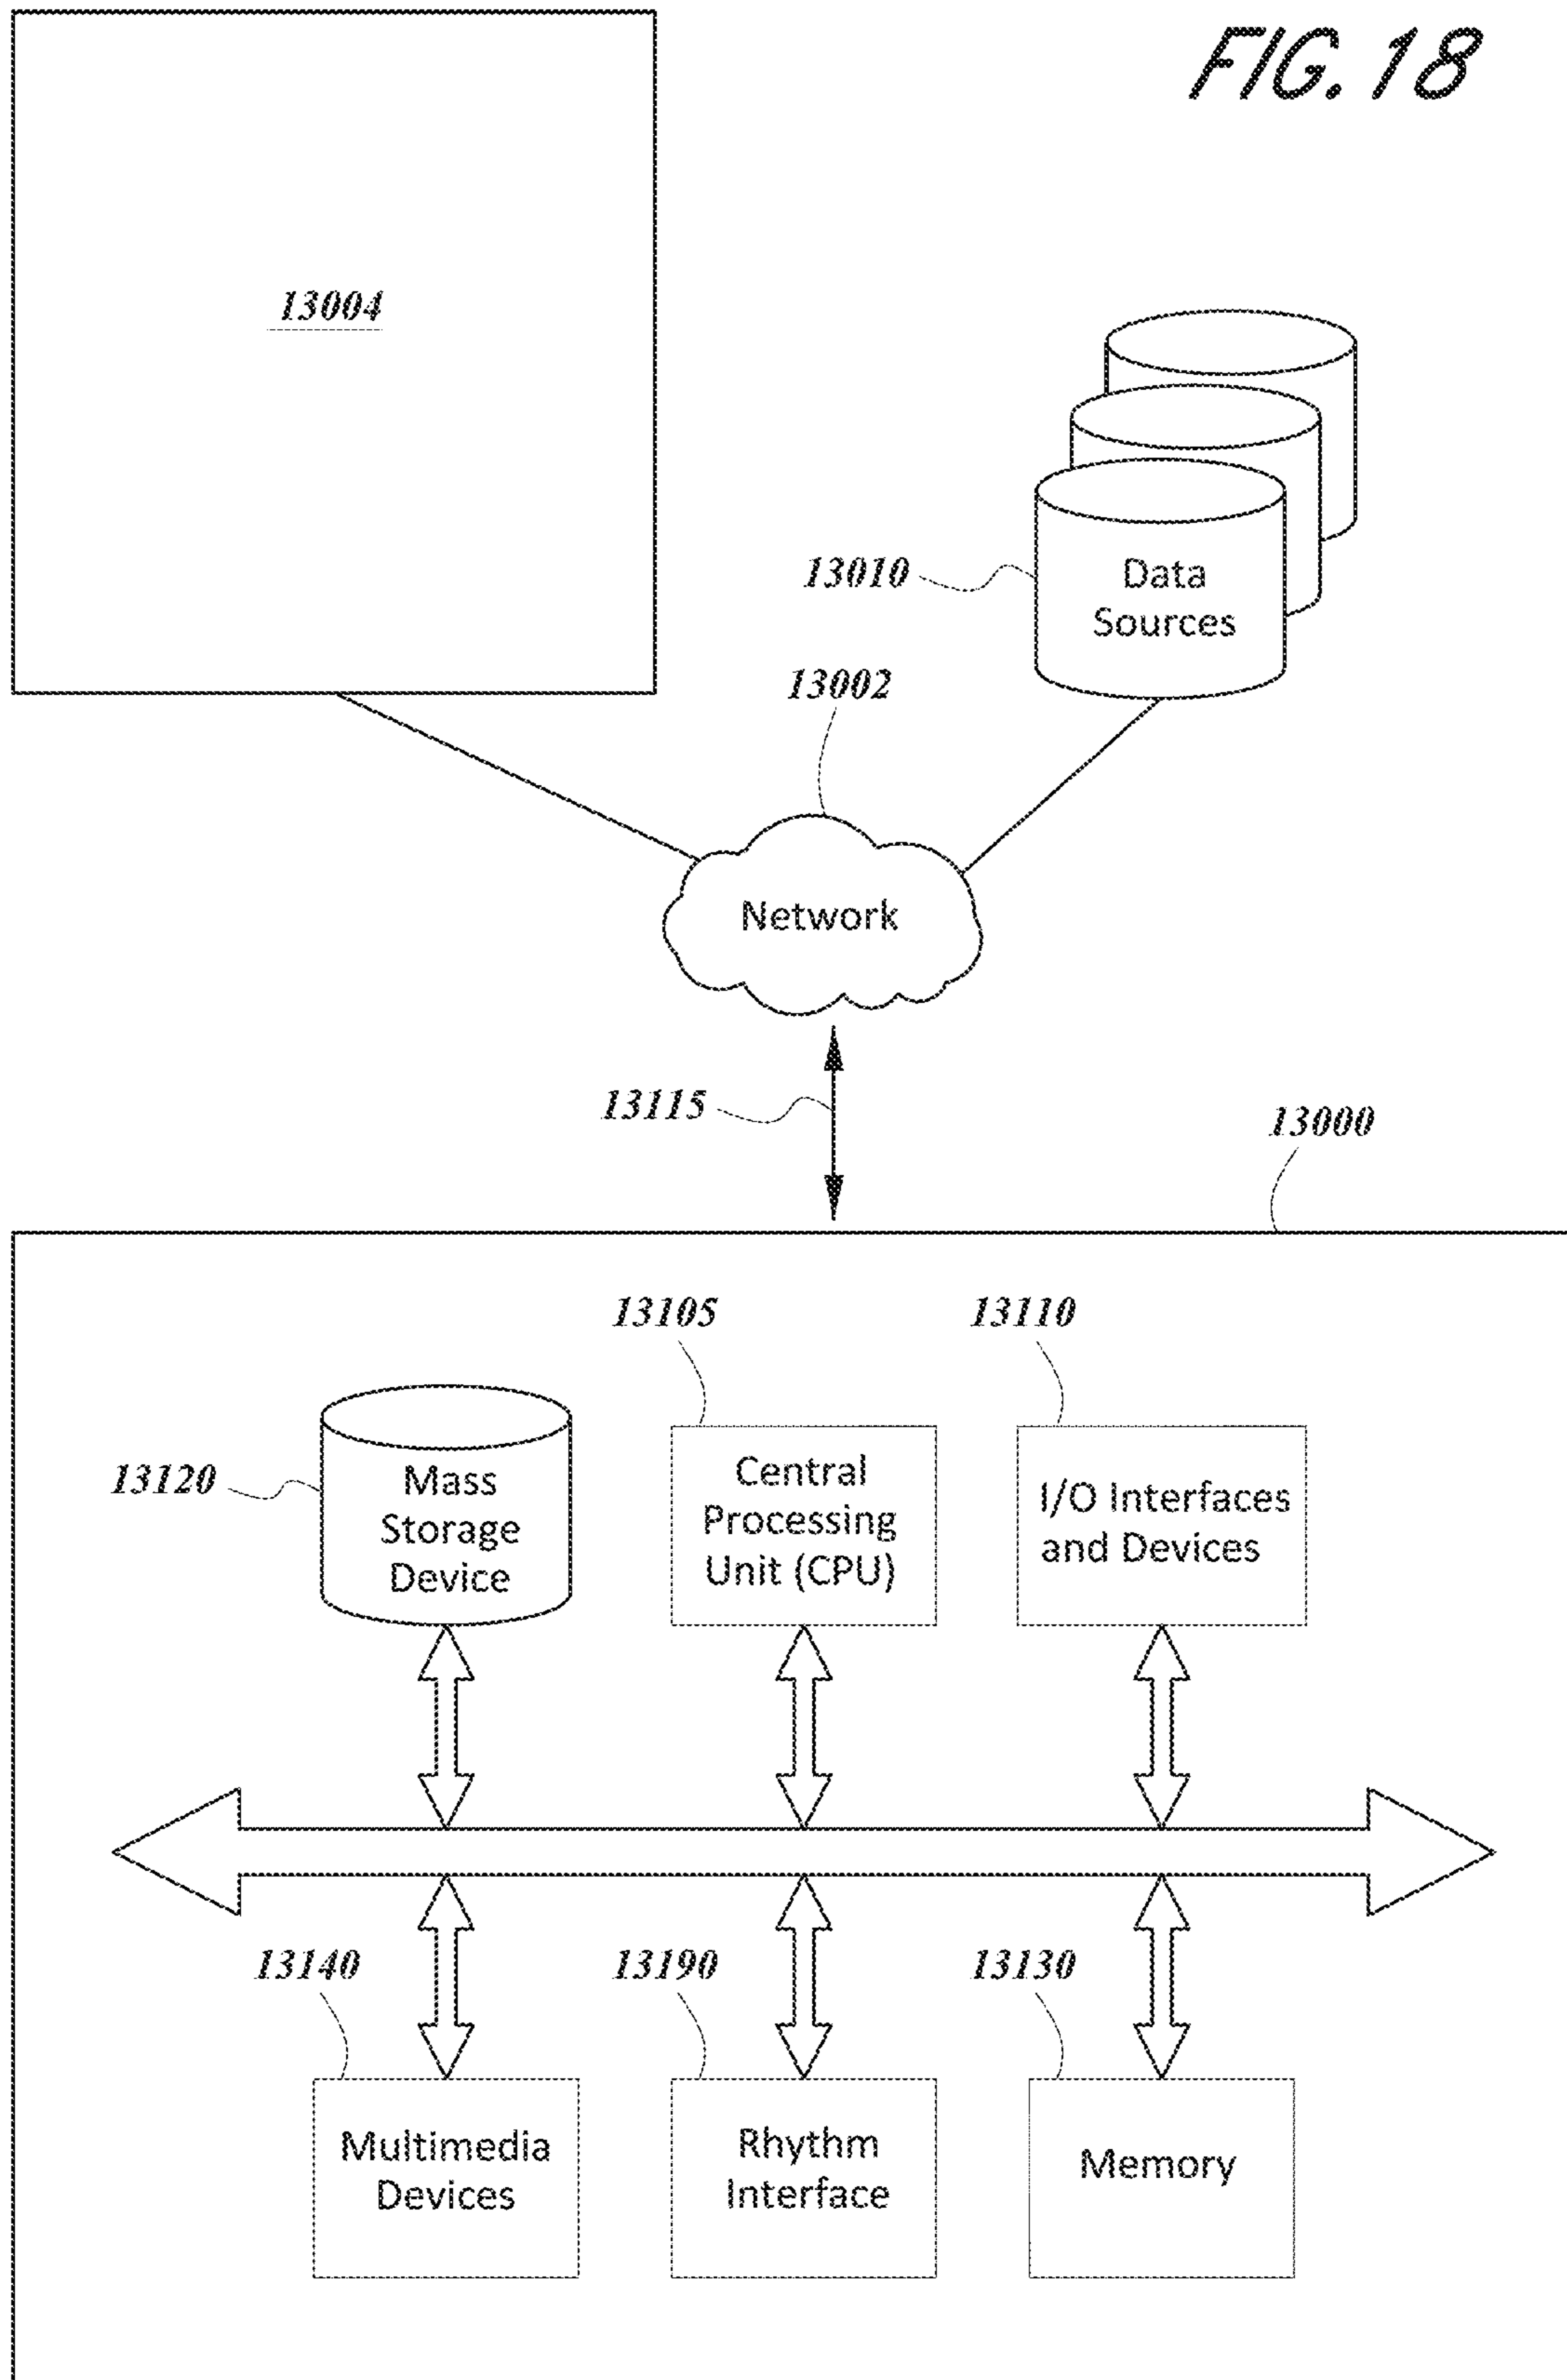 FIG. 18
13004
13010
Data
Sources
13002
Network
13115
13000
13105
13110
13120
Mass
Storage
Device
Central
Processing
Unit (CPU)
I/O Interfaces
and Devices
13140
13190
13130
Multimedia
Devices
Rhythm
Interface
Memory